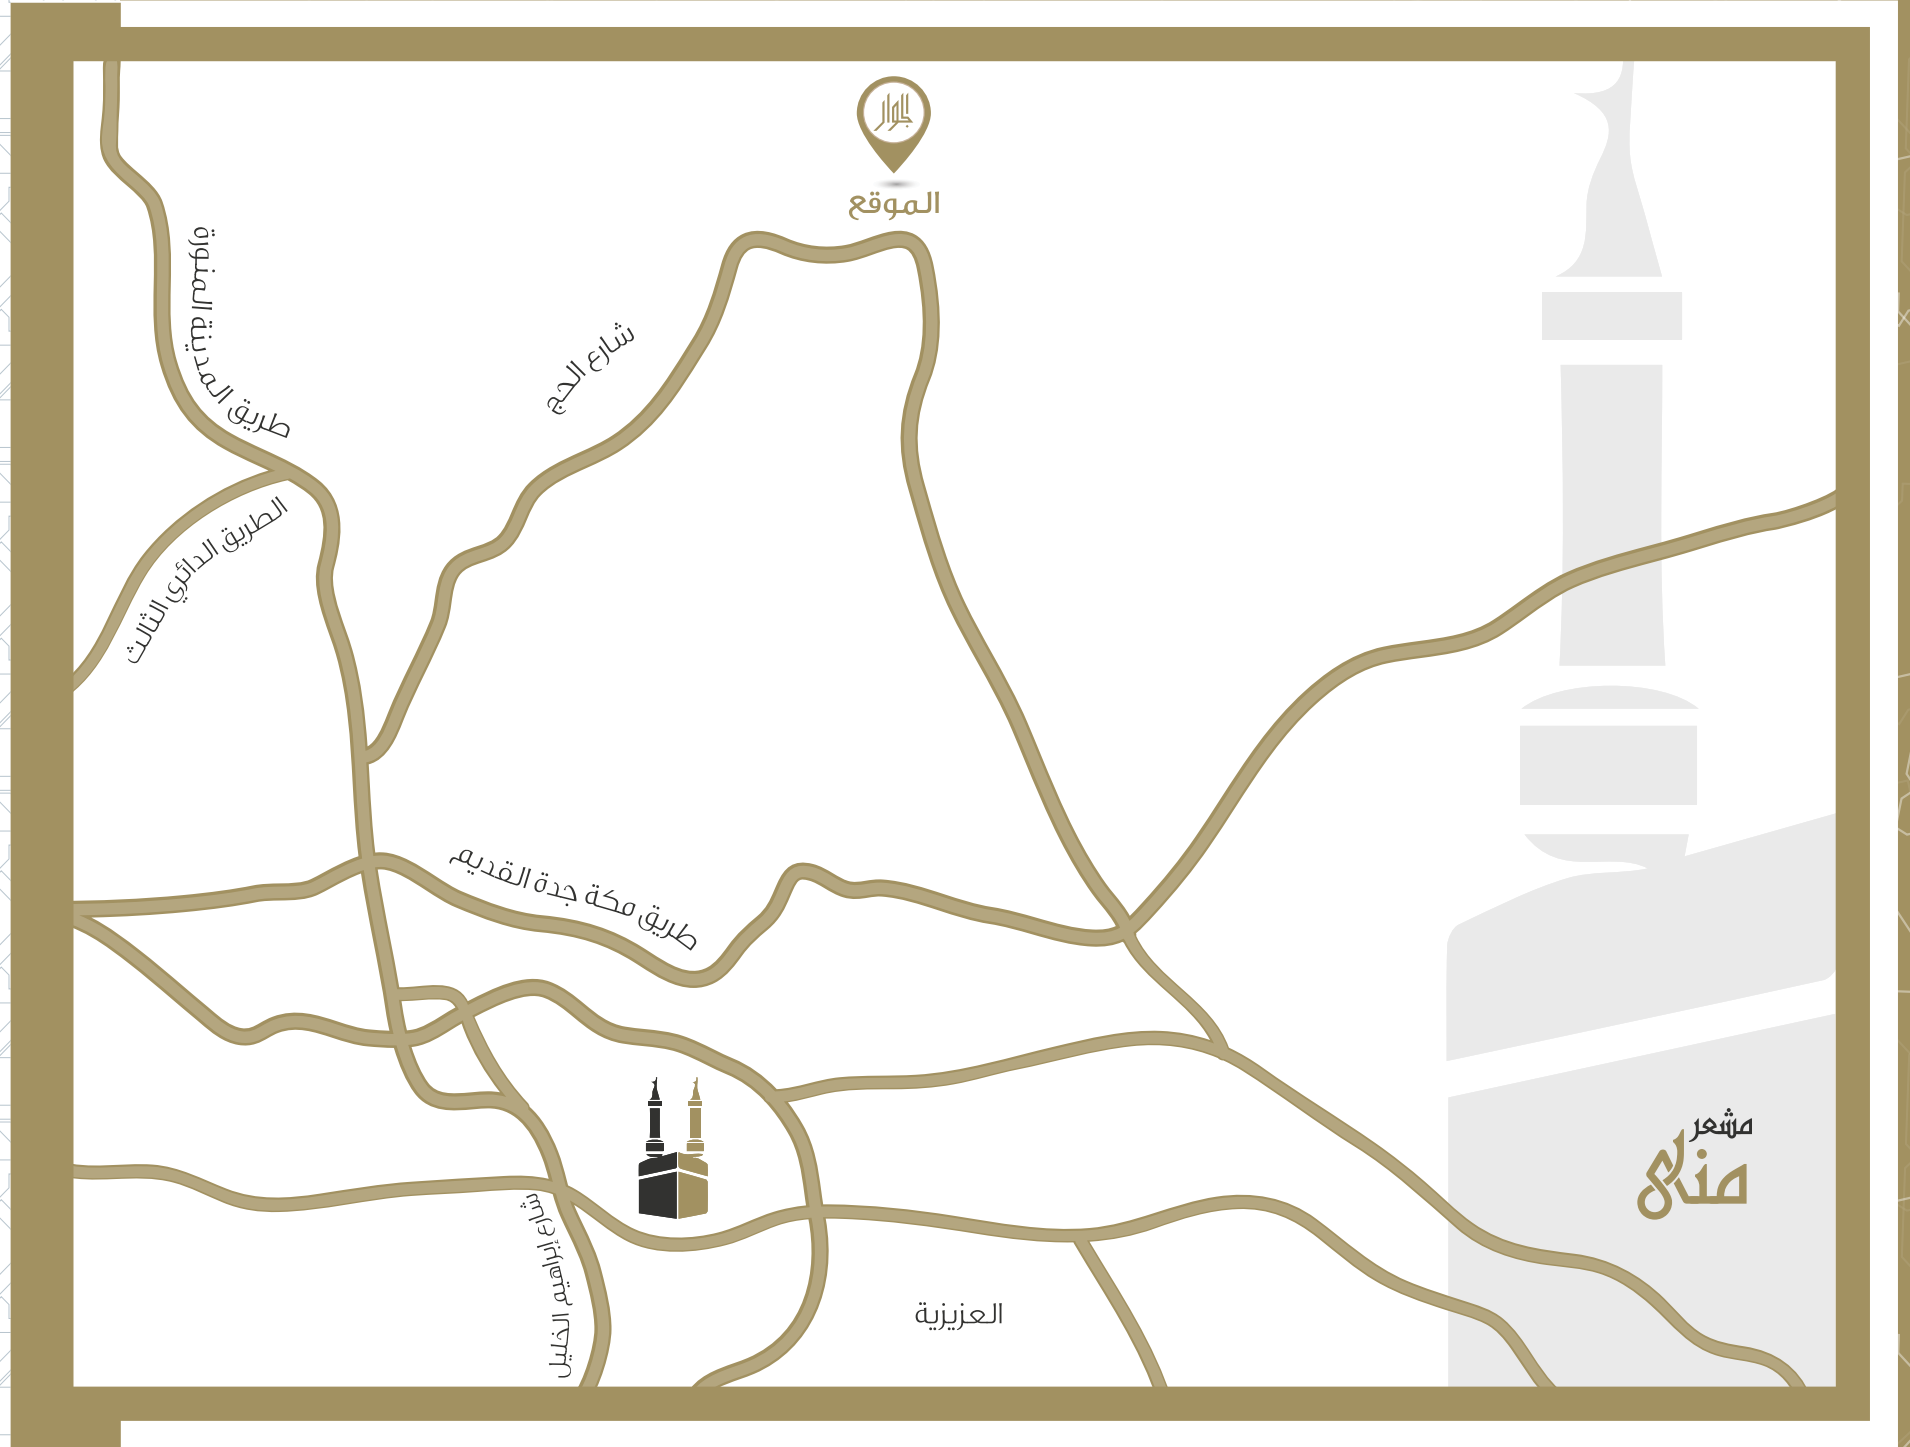 الجوار
الموقع
طريق المدينة المنورة
شارع الحج
الطريق الدائري الثالث
طريق مكة جدة القديم
مشعر
منى
شارع إبراهيم الخليل
العزيزية